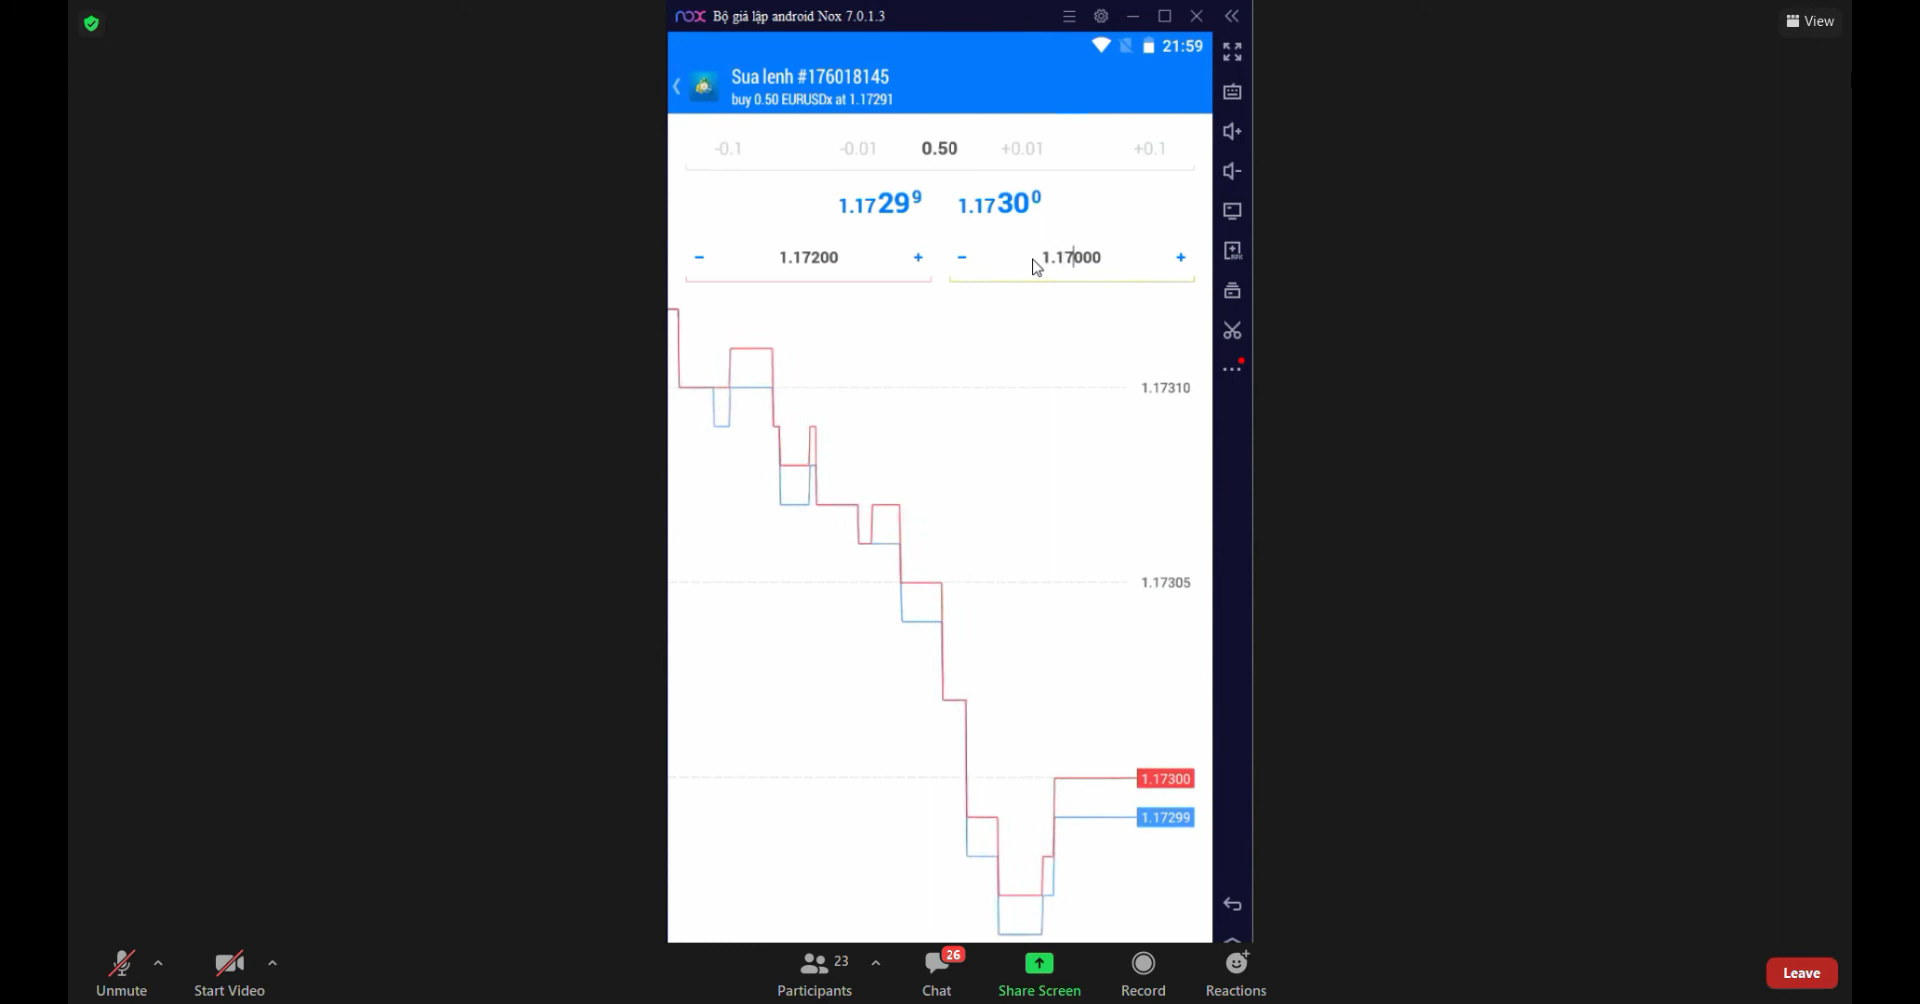 View
nox Bộ giả lập android Nox 7.0.1.3
21:59
Sua lenh #176018145
buy 0.50 EURUSDx at 1.17291
-0.1 -0.01 0.50 +0.01 +0.1
1.17299 1.17300
- 1.17200 + - 1.17000 +
1.17310
1.17305
1.17300
1.17299
23
26
Unmute
Start Video
Participants
Chat
Share Screen
Record
Reactions
Leave